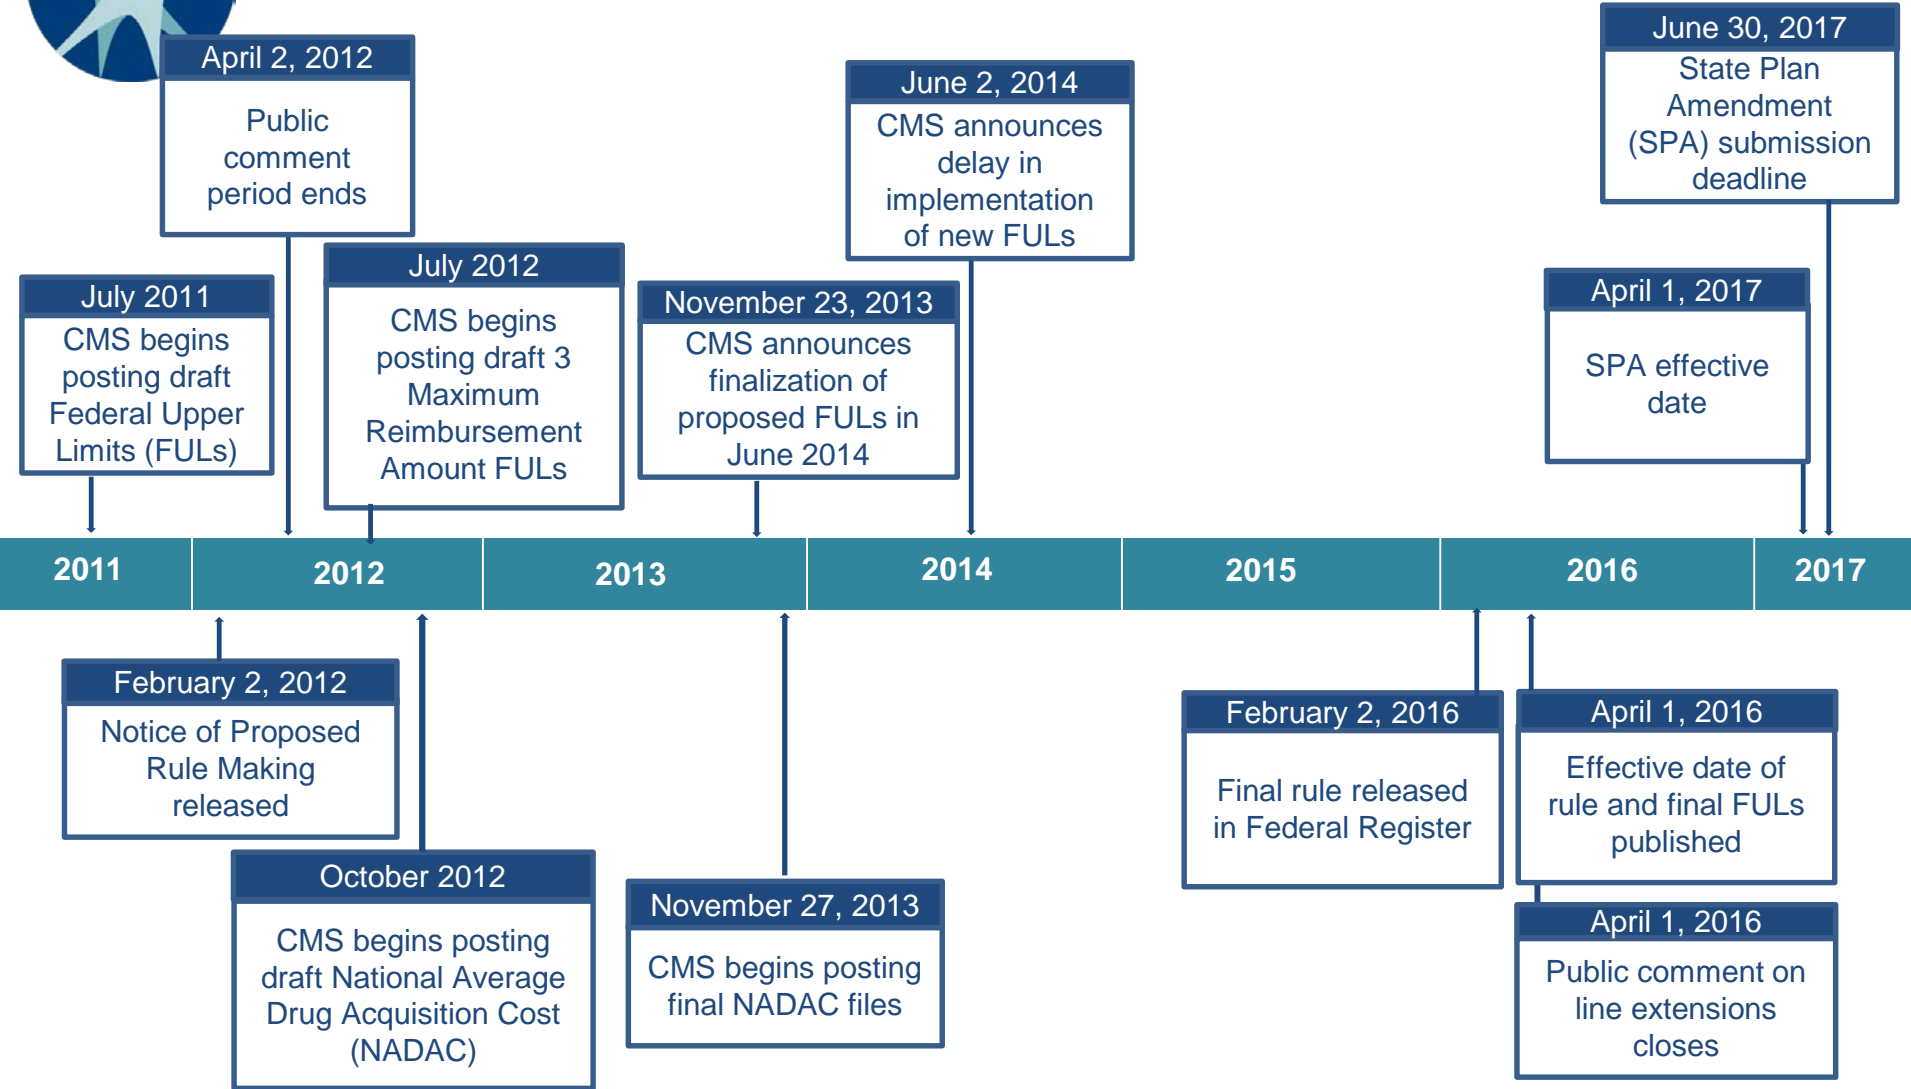 April 2, 2012
Public
comment
period ends
June 2, 2014
CMS announces
delay in
implementation
of new FULs
June 30, 2017
State Plan
Amendment
(SPA) submission
deadline
July 2011
CMS begins
posting draft
Federal Upper
Limits (FULs)
July 2012
CMS begins
posting draft 3
Maximum
Reimbursement
Amount FULs
November 23, 2013
CMS announces
finalization of
proposed FULs in
June 2014
April 1, 2017
SPA effective
date
2011
2012
2013
2014
2015
2016
2017
February 2, 2012
Notice of Proposed
Rule Making
released
October 2012
CMS begins posting
draft National Average
Drug Acquisition Cost
(NADAC)
November 27, 2013
CMS begins posting
final NADAC files
February 2, 2016
Final rule released
in Federal Register
April 1, 2016
Effective date of
rule and final FULs
published
April 1, 2016
Public comment on
line extensions
closes